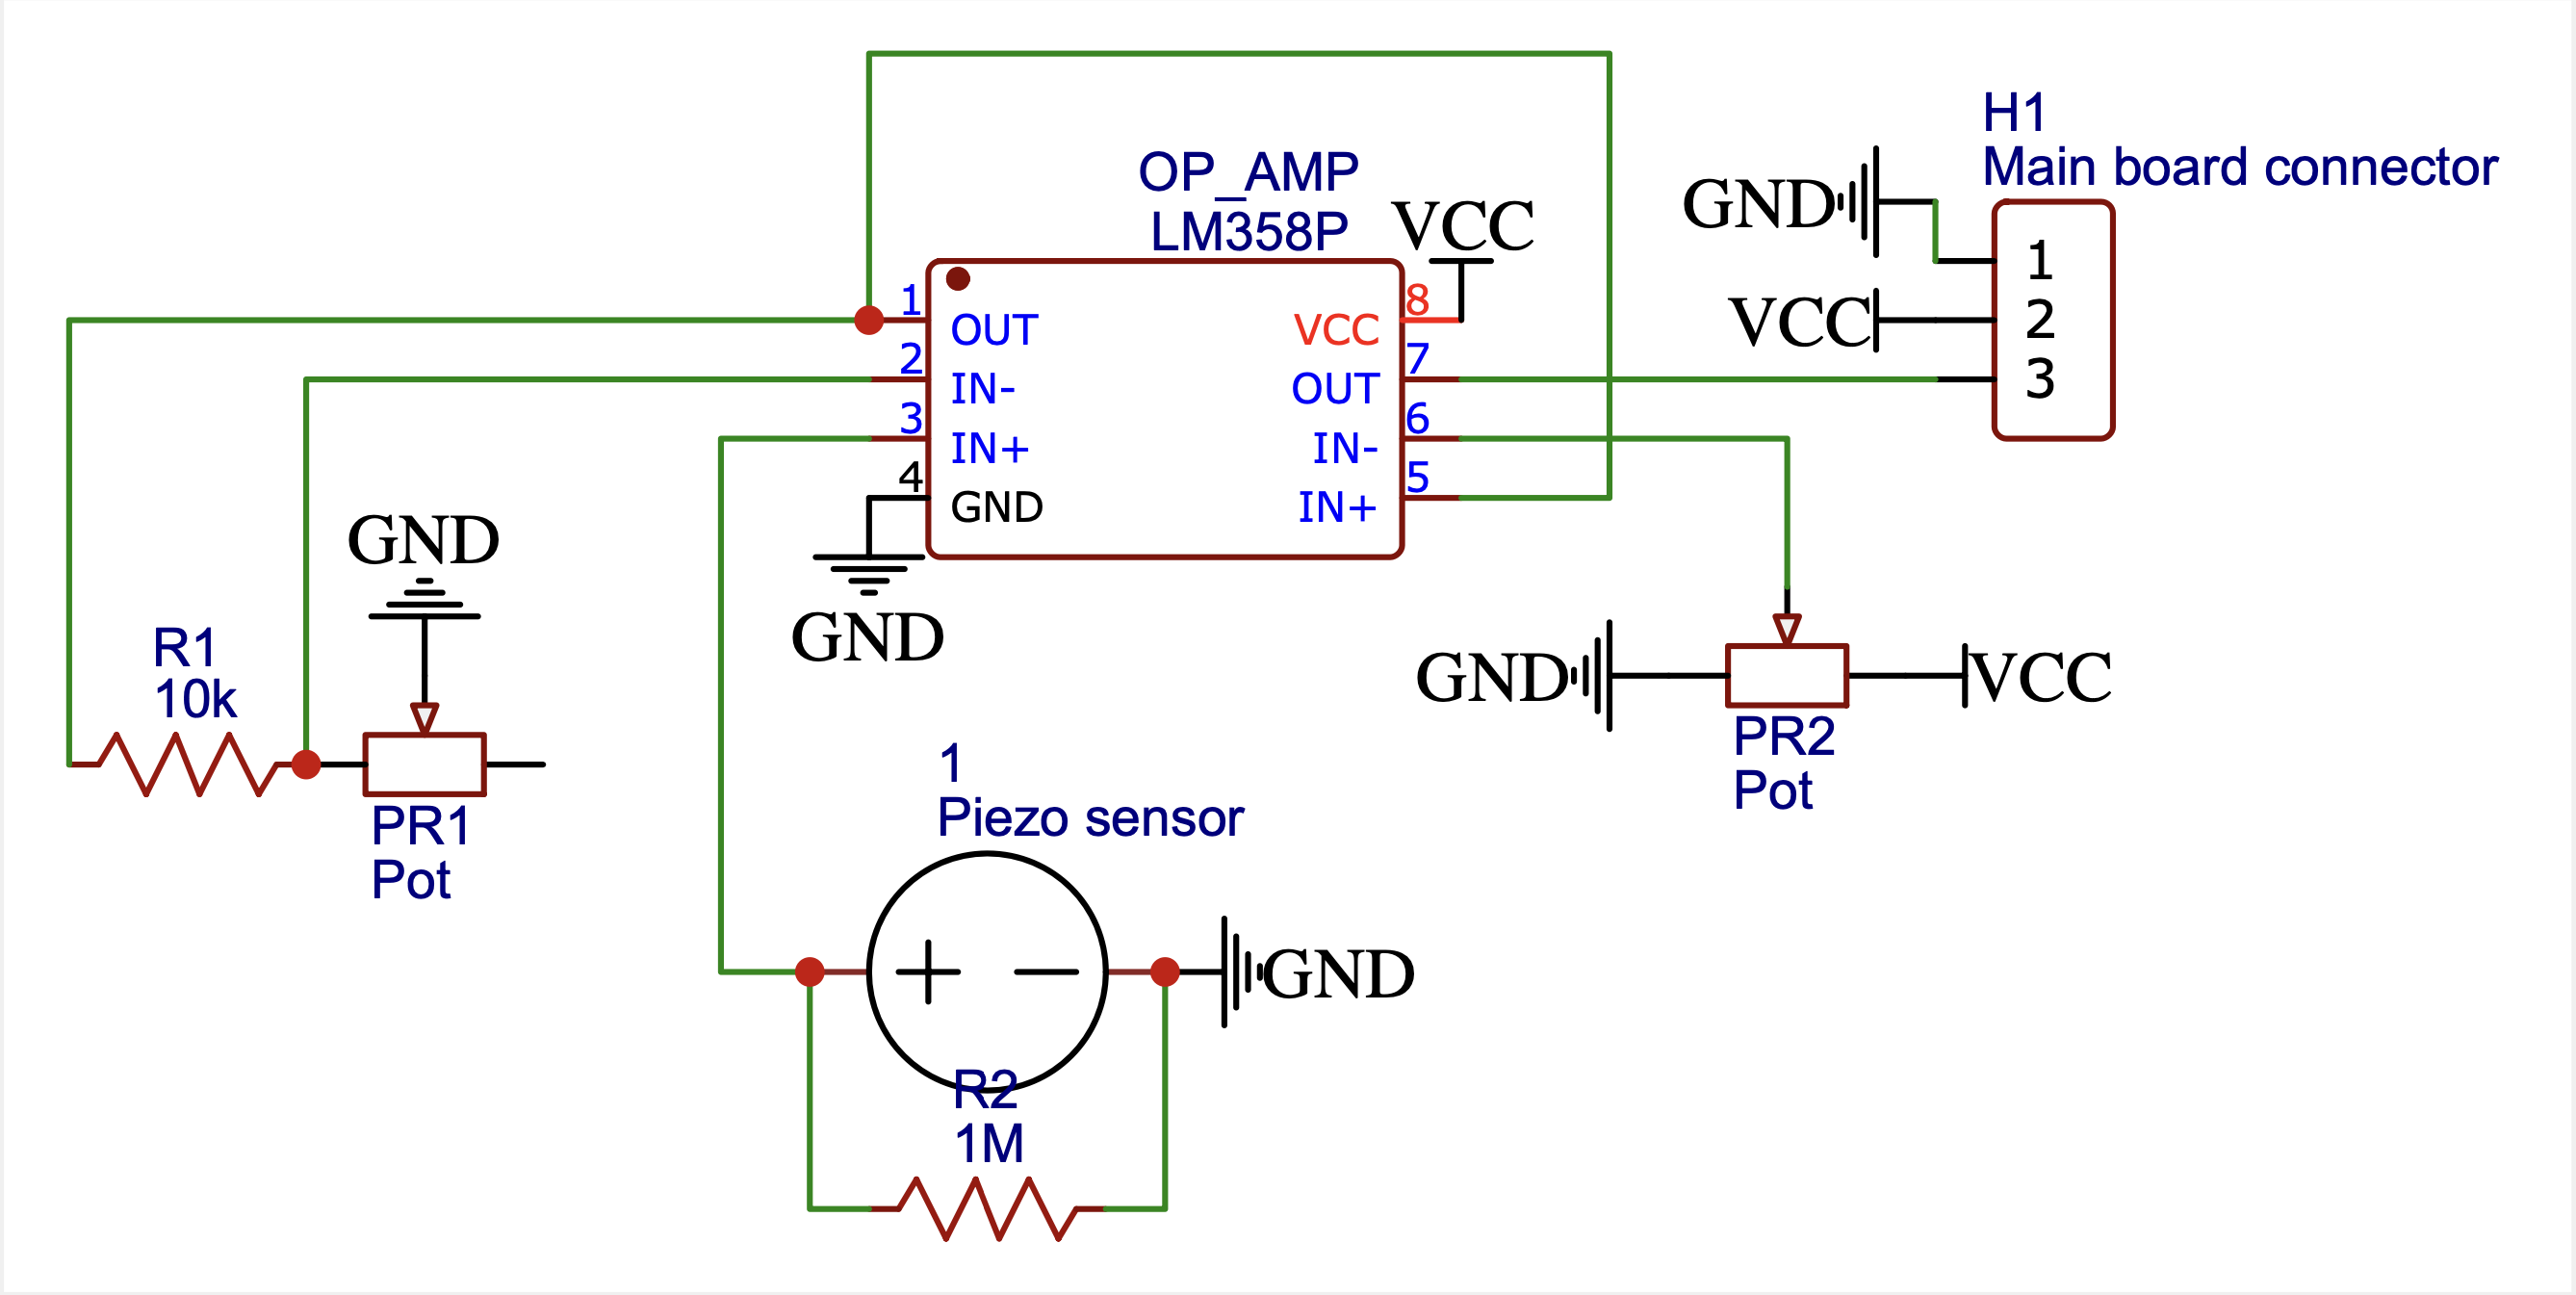 H1
Main board connector
OP_AMP
LM358P
VCC
GND
1
VCC
2
3
1
OUT
2
IN-
3
IN+
4
GND
8
VCC
7
OUT
6
IN-
5
IN+
GND
GND
R1
10k
PR1
Pot
GND
VCC
PR2
Pot
1
Piezo sensor
GND
R2
1M